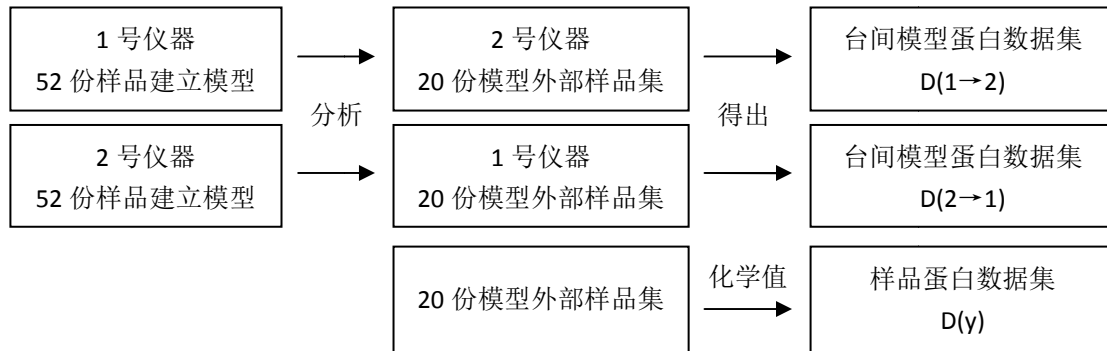 1 号仪器
52 份样品建立模型
2 号仪器
20 份模型外部样品集
台间模型蛋白数据集
D(1→2)
分析
得出
2 号仪器
52 份样品建立模型
1 号仪器
20 份模型外部样品集
台间模型蛋白数据集
D(2→1)
20 份模型外部样品集
化学值
样品蛋白数据集
D(y)